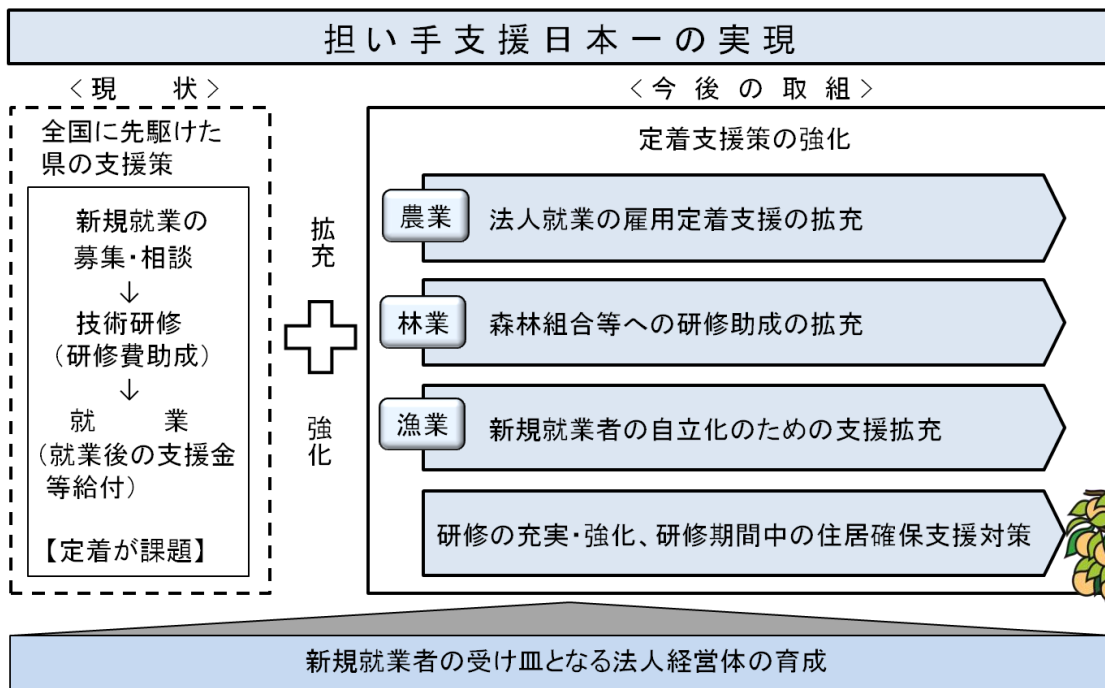 担い手支援日本一の実現
<現 状>
全国に先駆けた
県の支援策
新規就業の
募集・相談
↓
技術研修
(研修費助成)
↓
就 業
(就業後の支援金
等給付)
【定着が課題】
拡充
強化
<今後の取組>
定着支援策の強化
農業 法人就業の雇用定着支援の拡充
林業 森林組合等への研修助成の拡充
漁業 新規就業者の自立化のための支援拡充
研修の充実・強化、研修期間中の住居確保支援対策
新規就業者の受け皿となる法人経営体の育成